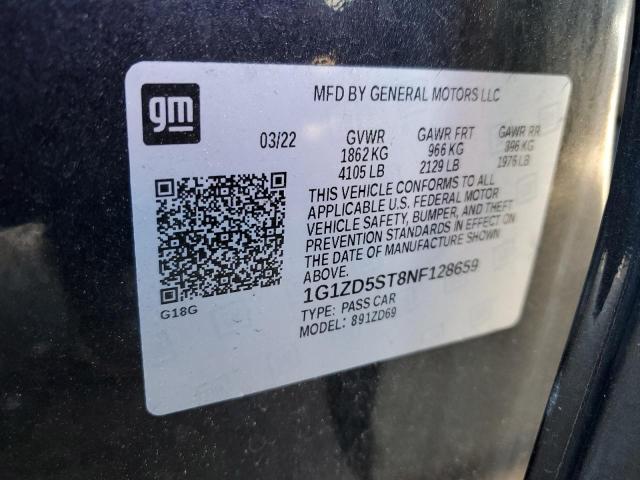 gm
MFD BY GENERAL MOTORS LLC
03/22 GVWR GAWR FRT GAWR RR
1862 KG 966 KG 896 KG
4105 LB 2129 LB 1976 LB
THIS VEHICLE CONFORMS TO ALL
APPLICABLE U.S. FEDERAL MOTOR
VEHICLE SAFETY, BUMPER, AND THEFT
PREVENTION STANDARDS IN EFFECT ON
THE DATE OF MANUFACTURE SHOWN
ABOVE.
1G1ZD5ST8NF128659
TYPE: PASS CAR
MODEL: 891ZD69
G18G